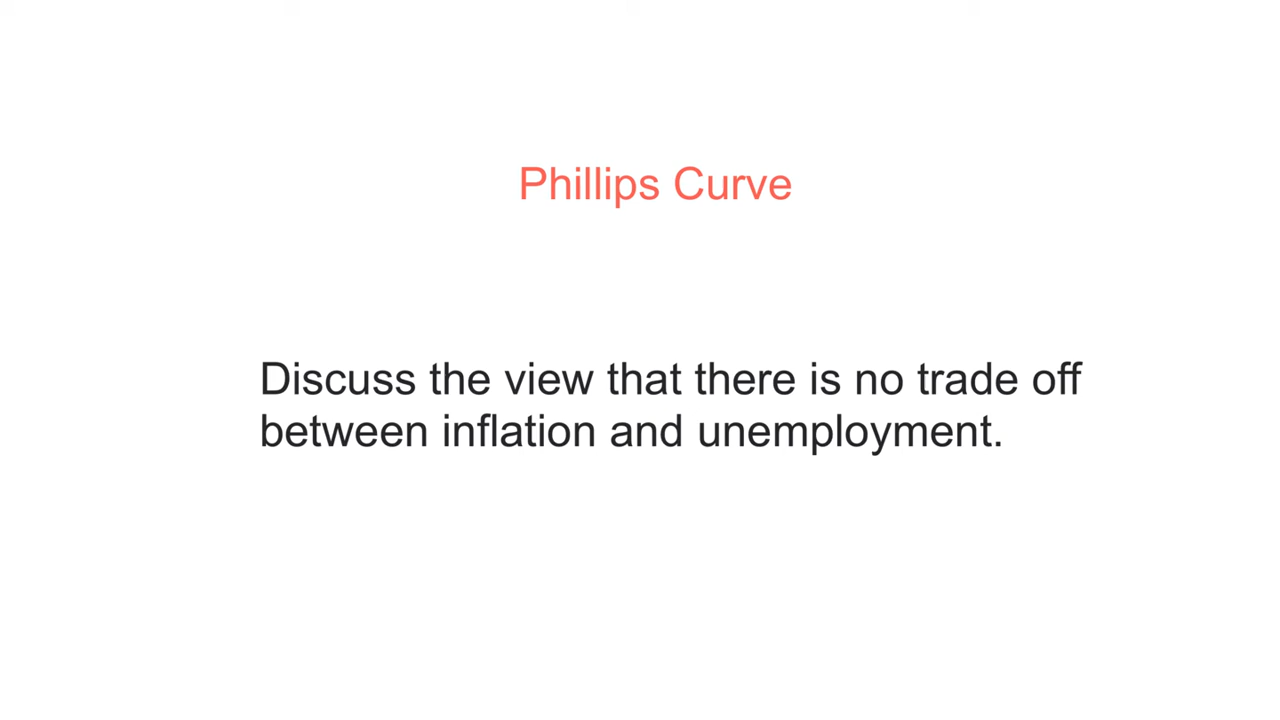 Phillips Curve
Discuss the view that there is no trade off
between inflation and unemployment.